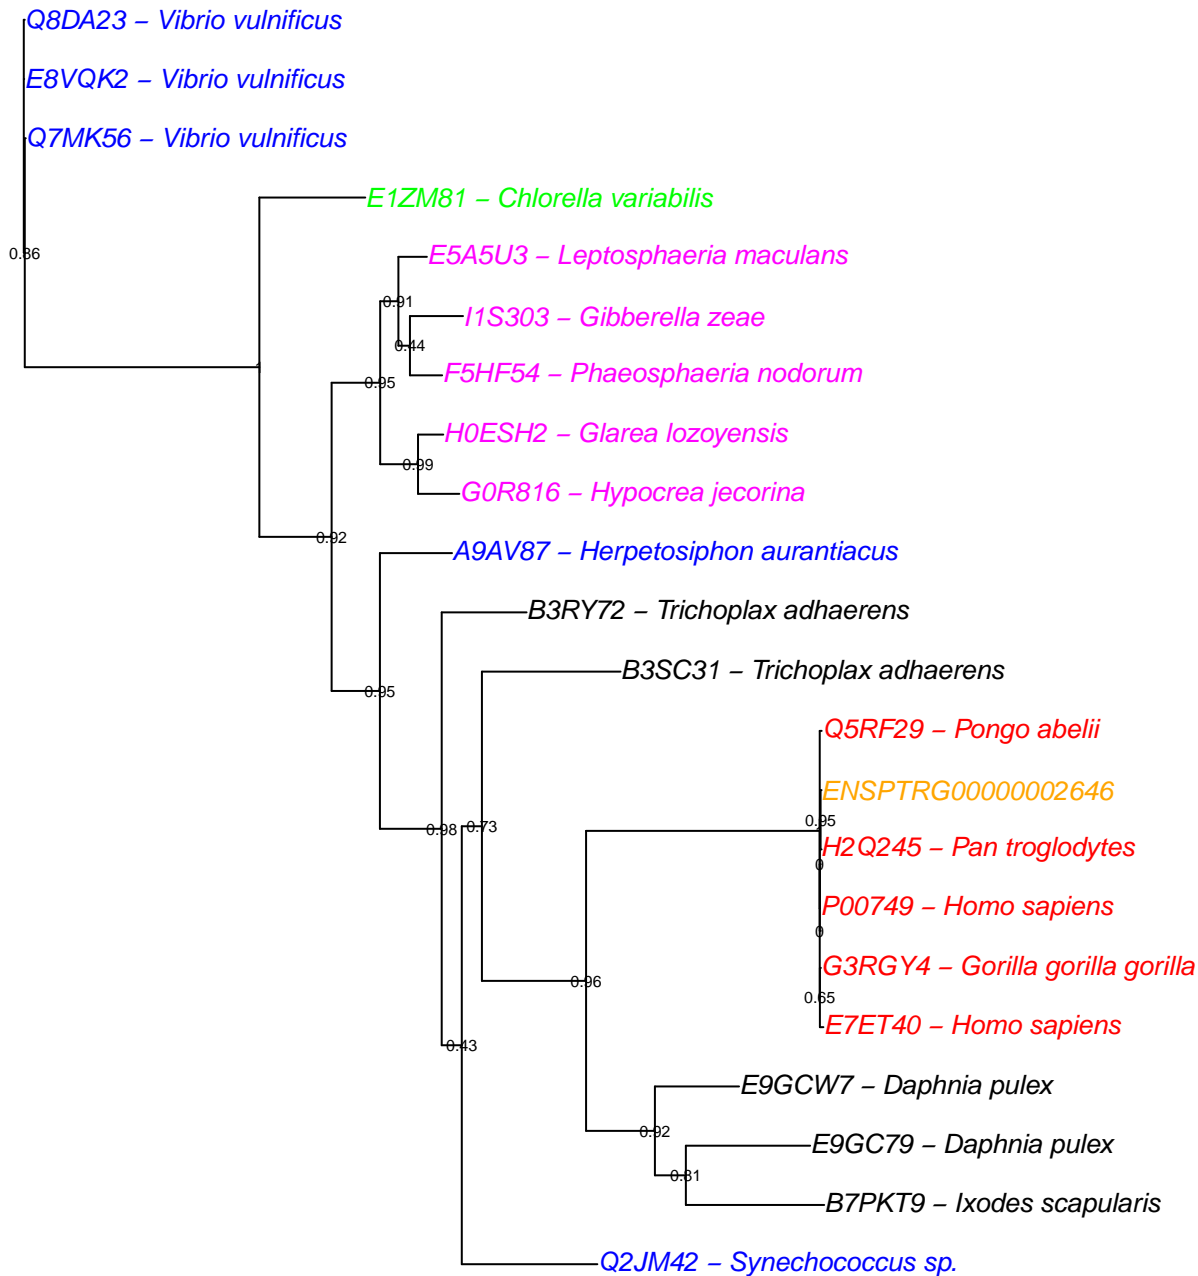 Q8DA23 – Vibrio vulnificus
E8VQK2 – Vibrio vulnificus
Q7MK56 – Vibrio vulnificus
E1ZM81 – Chlorella variabilis
0.86
E5A5U3 – Leptosphaeria maculans
0.91
I1S303 – Gibberella zeae
0.44
1
F5HF54 – Phaeosphaeria nodorum
0.95
H0ESH2 – Glarea lozoyensis
0.99
G0R816 – Hypocrea jecorina
0.92
A9AV87 – Herpetosiphon aurantiacus
B3RY72 – Trichoplax adhaerens
B3SC31 – Trichoplax adhaerens
0.95
Q5RF29 – Pongo abelii
ENSPTRG00000002646
0.95
0.98
0.73
1
H2Q245 – Pan troglodytes
0
P00749 – Homo sapiens
0
G3RGY4 – Gorilla gorilla gorilla
0.96
0.65
E7ET40 – Homo sapiens
0.43
E9GCW7 – Daphnia pulex
0.92
E9GC79 – Daphnia pulex
0.81
B7PKT9 – Ixodes scapularis
Q2JM42 – Synechococcus sp.